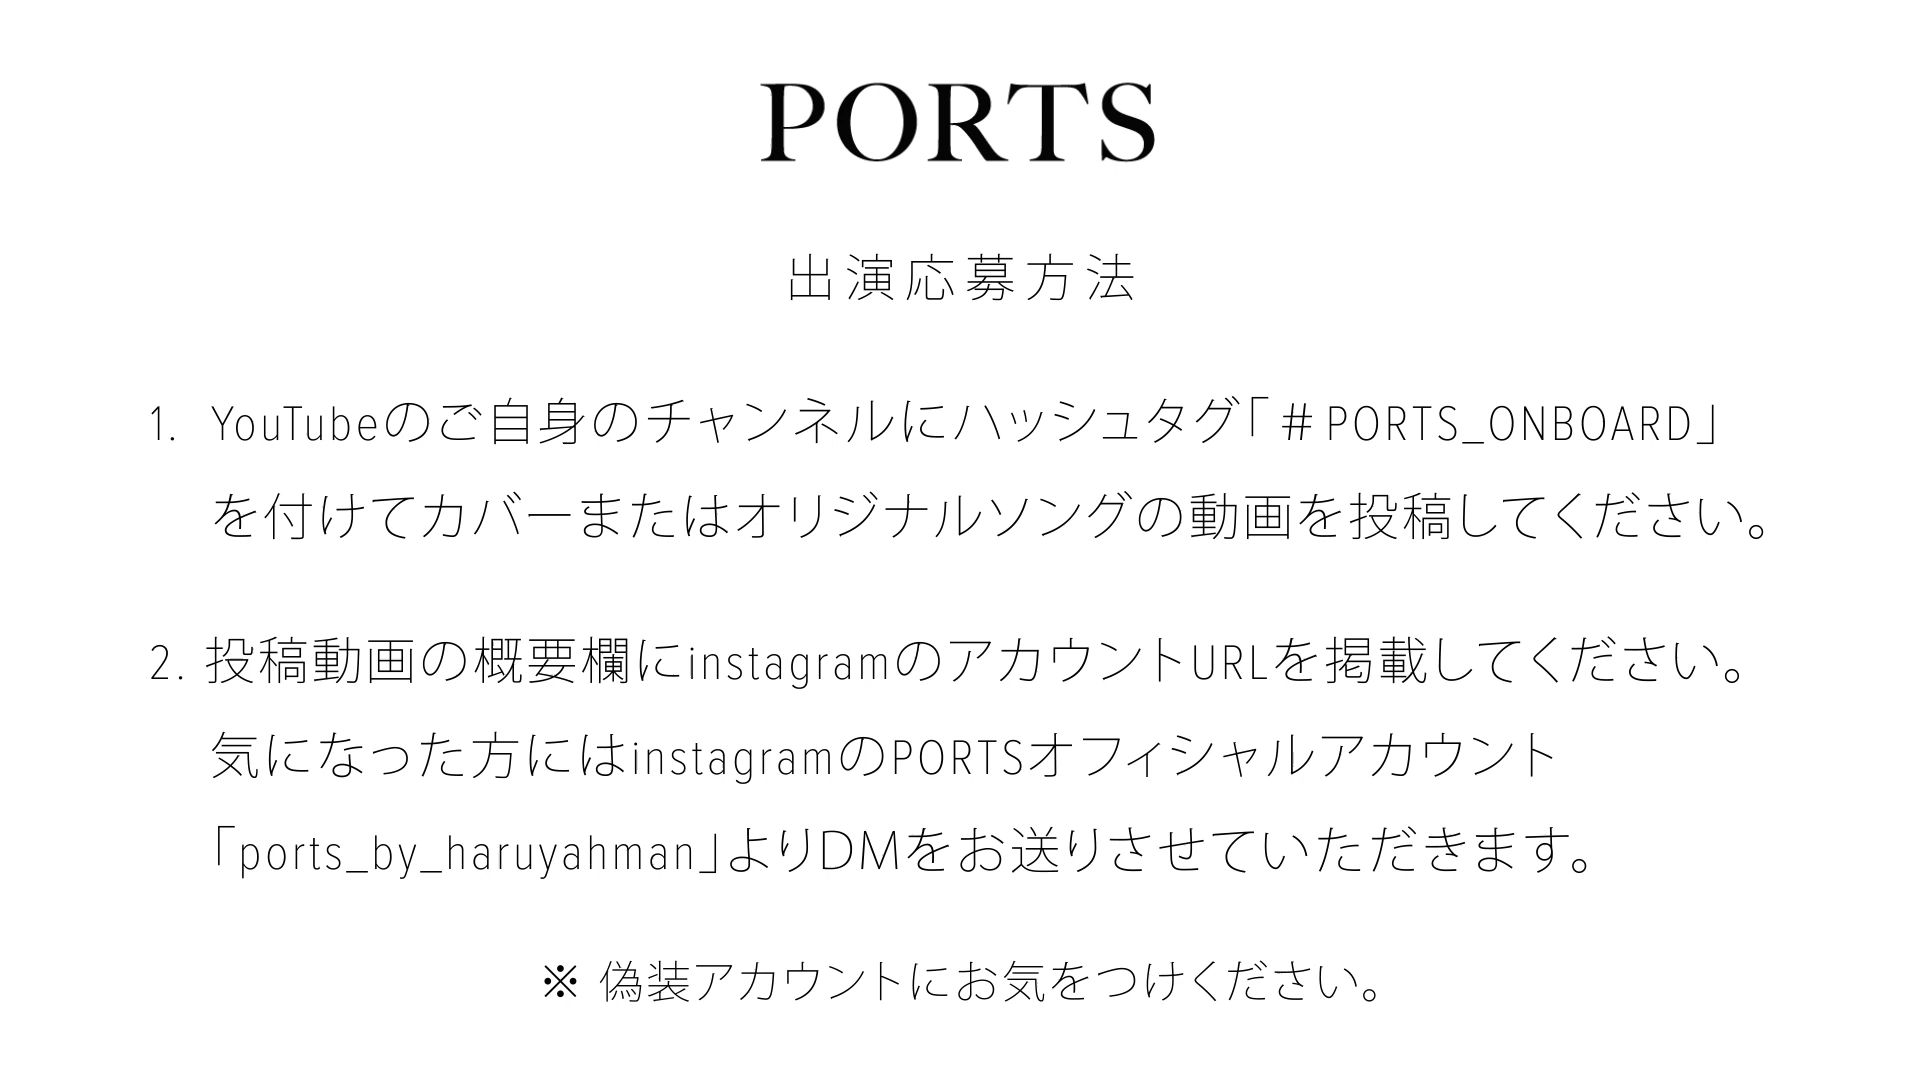 PORTS
出演応募方法
1. YouTubeのご自身のチャンネルにハッシュタグ「＃PORTS_ONBOARD」
を付けてカバーまたはオリジナルソングの動画を投稿してください。
2. 投稿動画の概要欄にinstagramのアカウントURLを掲載してください。
気になった方にはinstagramのPORTSオフィシャルアカウント
「ports_by_haruyahman」よりDMをお送りさせていただきます。
※ 偽装アカウントにお気をつけください。